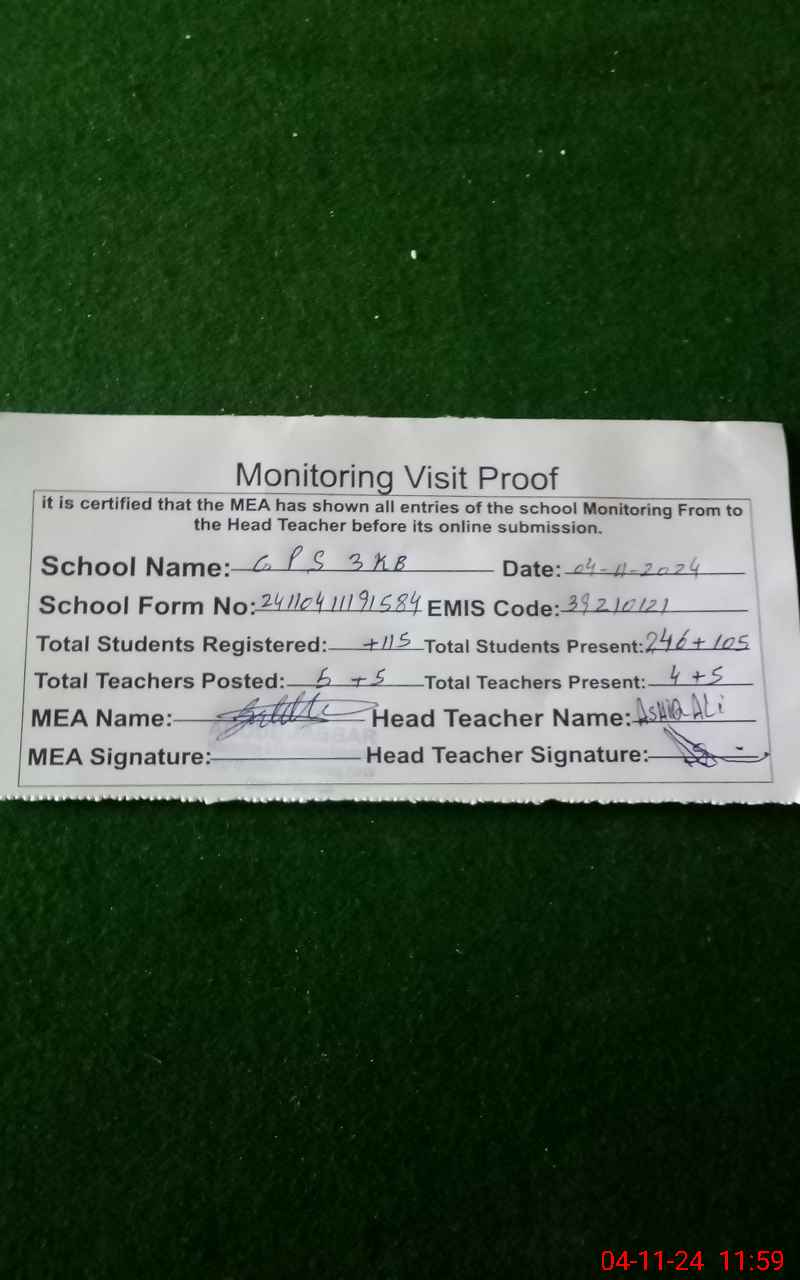 Monitoring Visit Proof
it is certified that the MEA has shown all entries of the school Monitoring From to
the Head Teacher before its online submission.
School Name: G P S 3 KB Date: 04-11-2024
School Form No: 24110411191584 EMIS Code: 39210121
Total Students Registered: +115 Total Students Present: 246+105
Total Teachers Posted: 5 +5 Total Teachers Present: 4 +5
MEA Name: Head Teacher Name: ASHIQ ALi
MEA Signature: Head Teacher Signature:
04-11-24 11:59